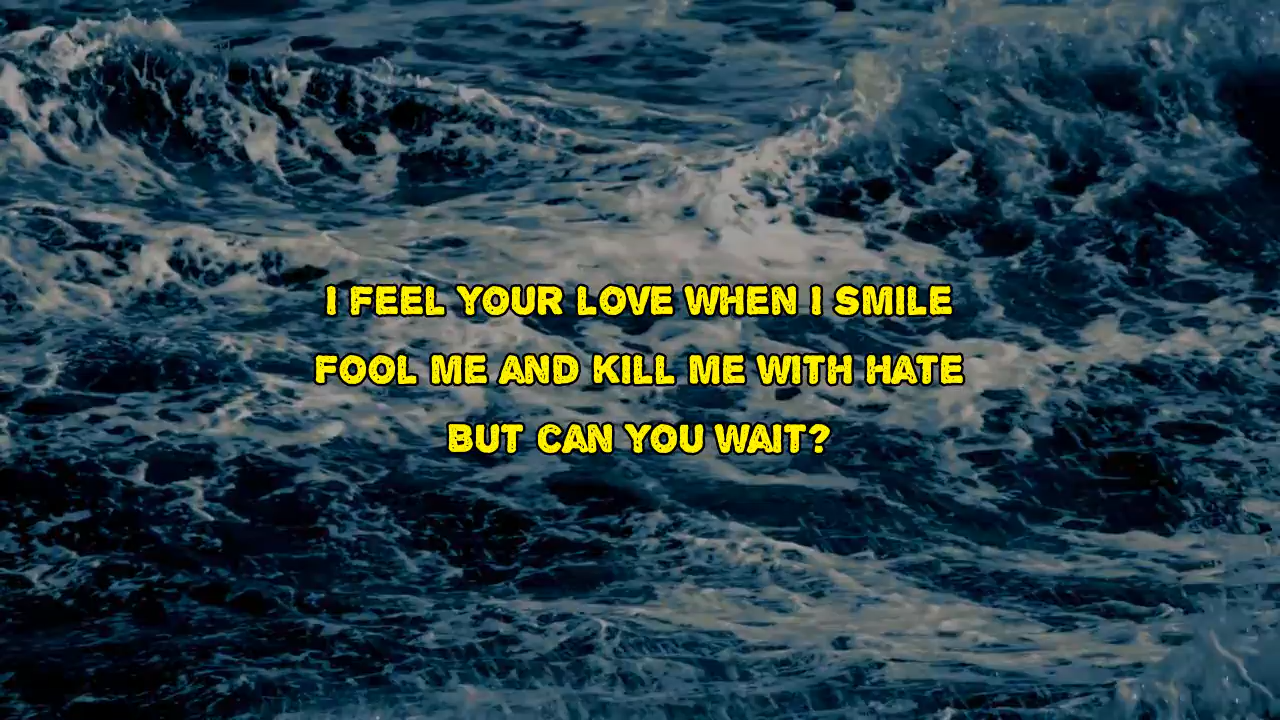 I FEEL YOUR LOVE WHEN I SMILE
FOOL ME AND KILL ME WITH HATE
BUT CAN YOU WAIT?